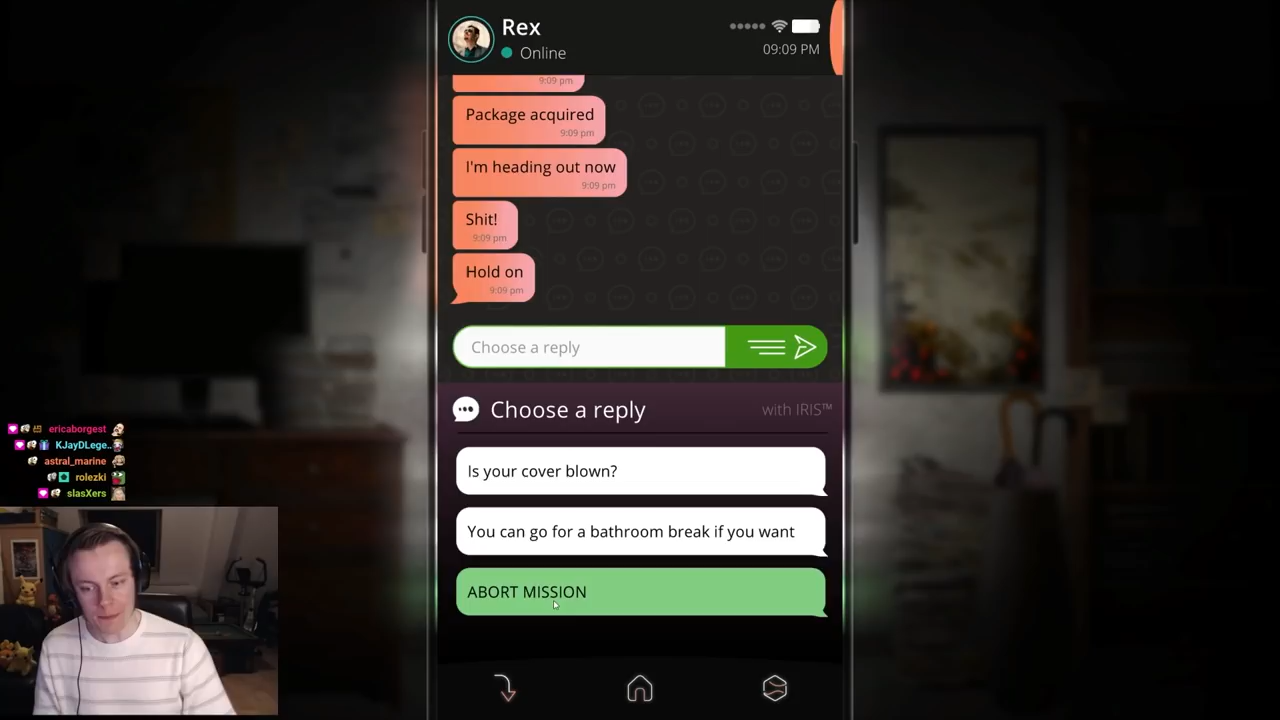 Rex
Online
09:09 PM
9:09 pm
Package acquired
9:09 pm
I'm heading out now
9:09 pm
Shit!
9:09 pm
Hold on
9:09 pm
Choose a reply
Choose a reply
with IRIS™
Is your cover blown?
You can go for a bathroom break if you want
ABORT MISSION
ericaborgest
KJayDLege..
astral_marine
rolezki
slasXers